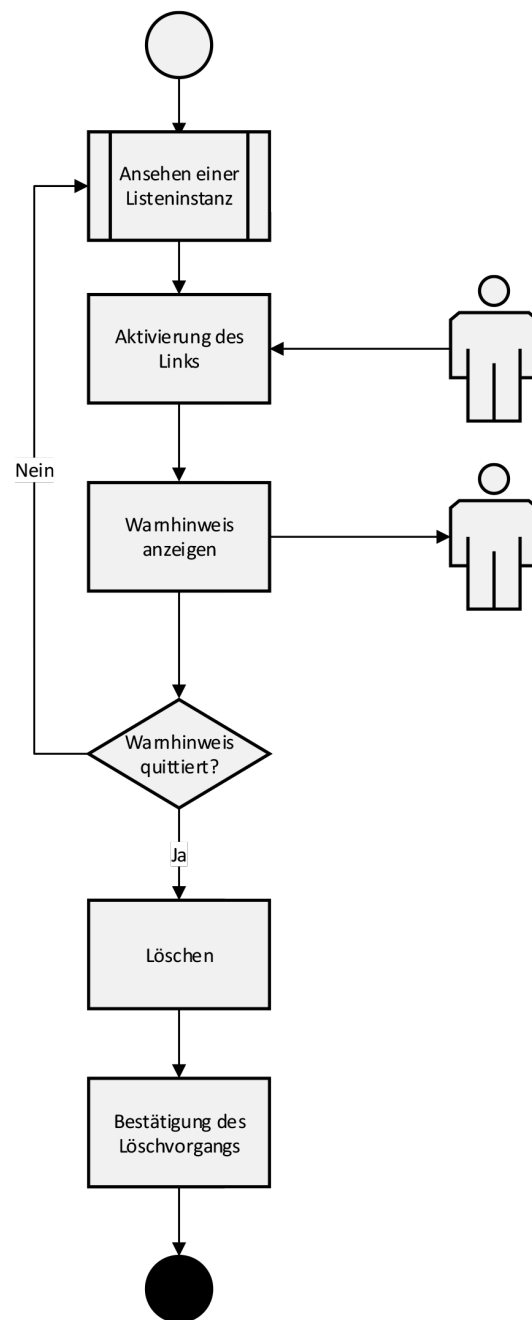 Ansehen einer
Listeninstanz
Aktivierung des
Links
Nein
Warnhinweis
anzeigen
Warnhinweis
quittiert?
Ja
Löschen
Bestätigung des
Löschvorgangs